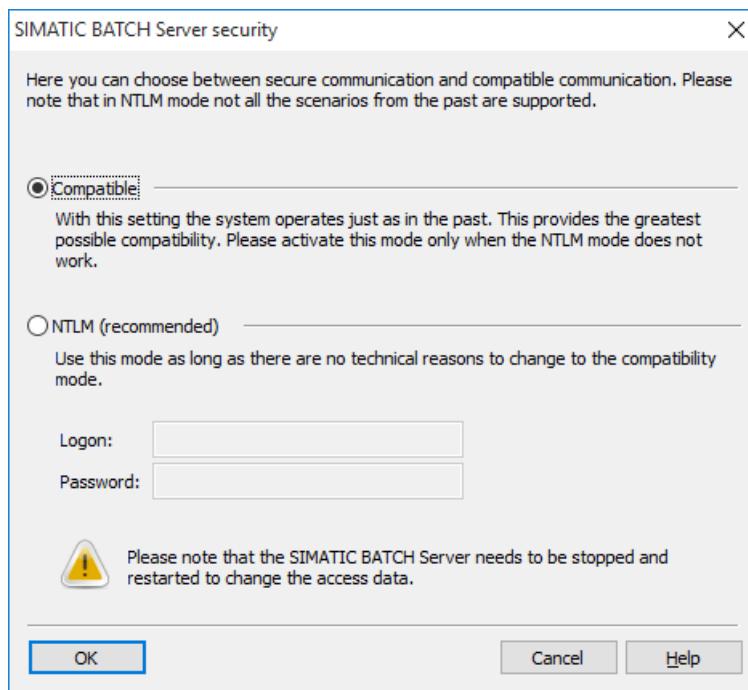 SIMATIC BATCH Server security
Here you can choose between secure communication and compatible communication. Please
note that in NTLM mode not all the scenarios from the past are supported.
Compatible
With this setting the system operates just as in the past. This provides the greatest
possible compatibility. Please activate this mode only when the NTLM mode does not
work.
NTLM (recommended)
Use this mode as long as there are no technical reasons to change to the compatibility
mode.
Logon:
Password:
Please note that the SIMATIC BATCH Server needs to be stopped and
restarted to change the access data.
OK Cancel Help